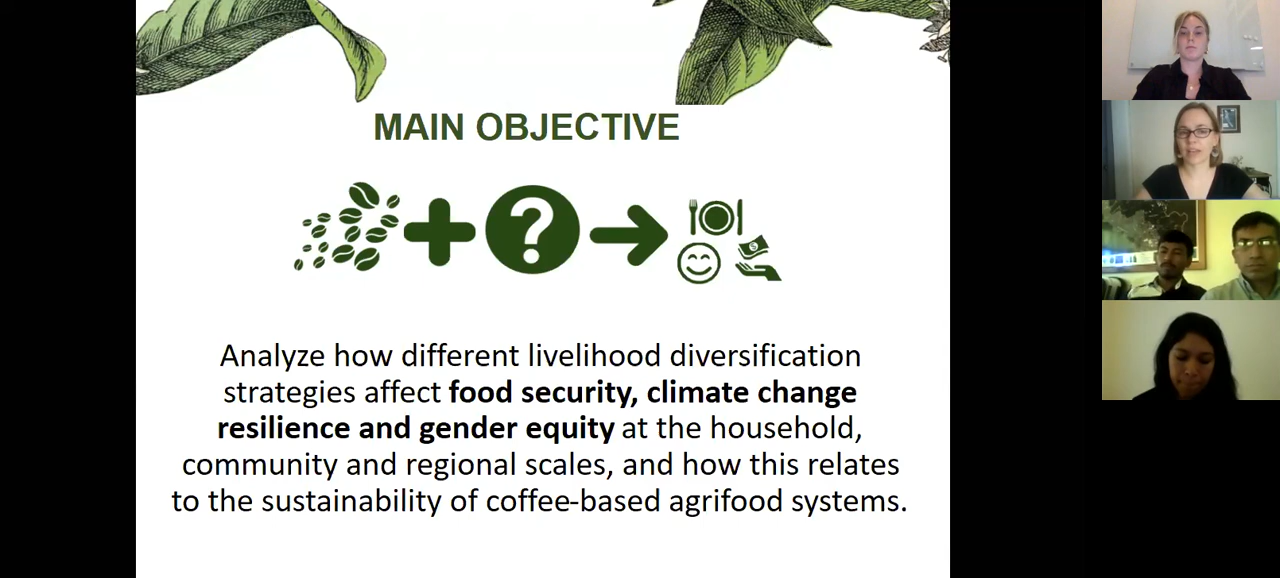 MAIN OBJECTIVE
?
$
Analyze how different livelihood diversification
strategies affect food security, climate change
resilience and gender equity at the household,
community and regional scales, and how this relates
to the sustainability of coffee-based agrifood systems.